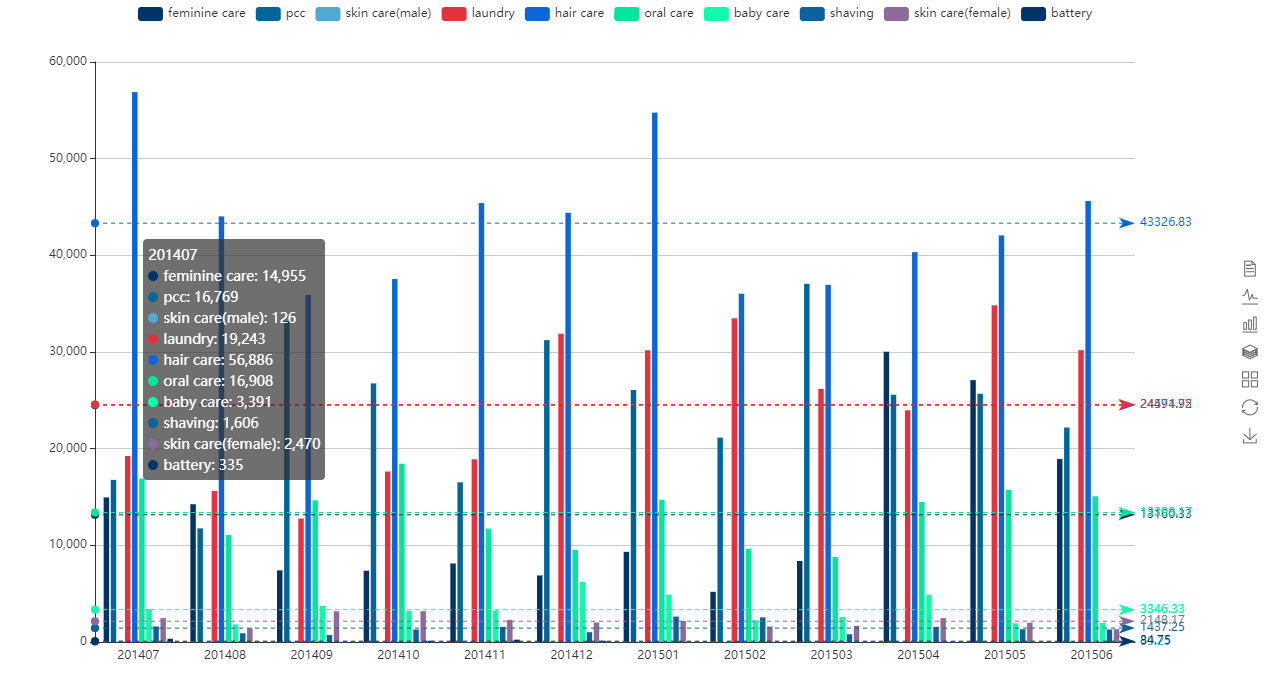 feminine care pcc skin care(male) laundry hair care oral care baby care shaving skin care(female) battery
60,000
50,000
40,000
30,000
20,000
10,000
0
201407
feminine care: 14,955
pcc: 16,769
skin care(male): 126
laundry: 19,243
hair care: 56,886
oral care: 16,908
baby care: 3,391
shaving: 1,606
skin care(female): 2,470
battery: 335
43326.83
3346.33
2148.17
1437.25
201407 201408 201409 201410 201411 201412 201501 201502 201503 201504 201505 201506